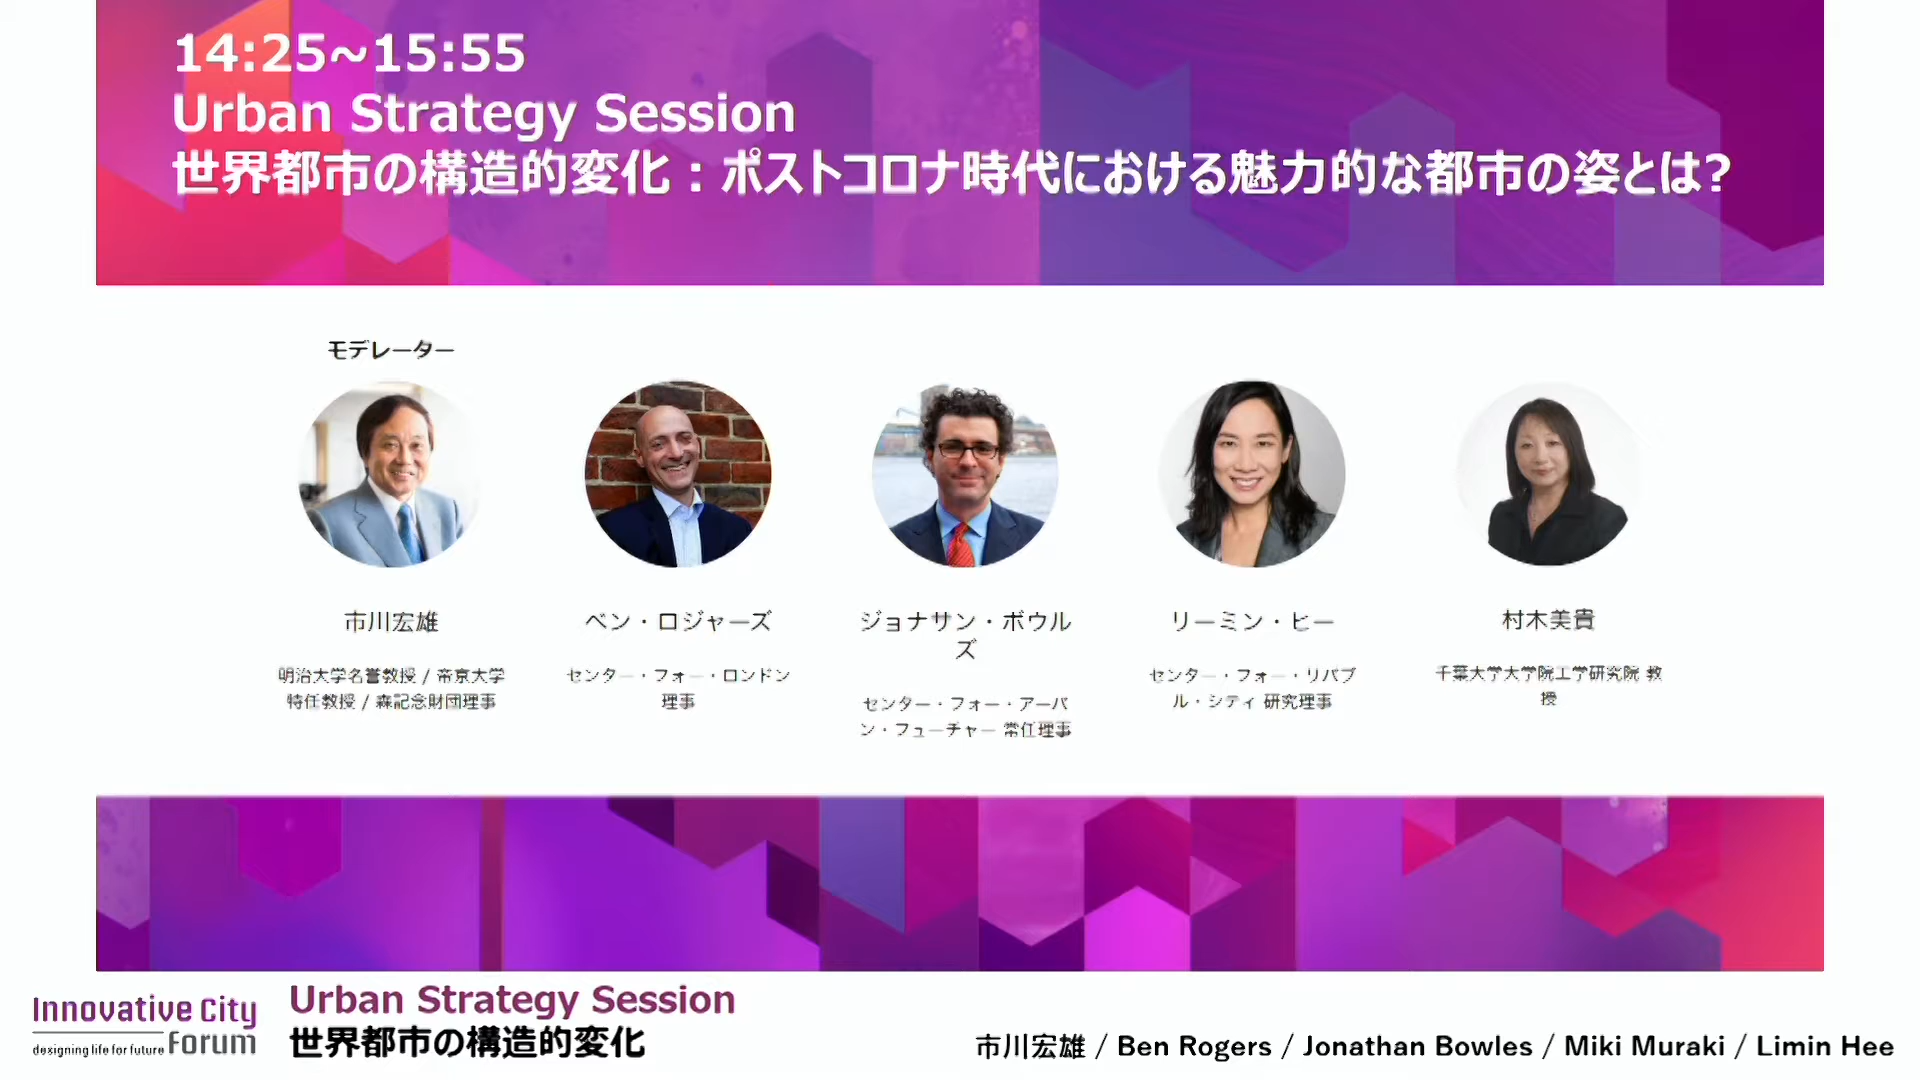 14:25~15:55
Urban Strategy Session
世界都市の構造的変化：ポストコロナ時代における魅力的な都市の姿とは?
モデレーター
市川宏雄
明治大学名誉教授 / 帝京大学
特任教授 / 森記念財団理事
ベン・ロジャーズ
センター・フォー・ロンドン
理事
ジョナサン・ボウル
ズ
センター・フォー・アーバ
ン・フューチャー 常任理事
リーミン・ヒー
センター・フォー・リバブ
ル・シティ 研究理事
村木美貴
千葉大学大学院工学研究院 教
授
Innovative City
designing life for future Forum
Urban Strategy Session
世界都市の構造的変化
市川宏雄 / Ben Rogers / Jonathan Bowles / Miki Muraki / Limin Hee